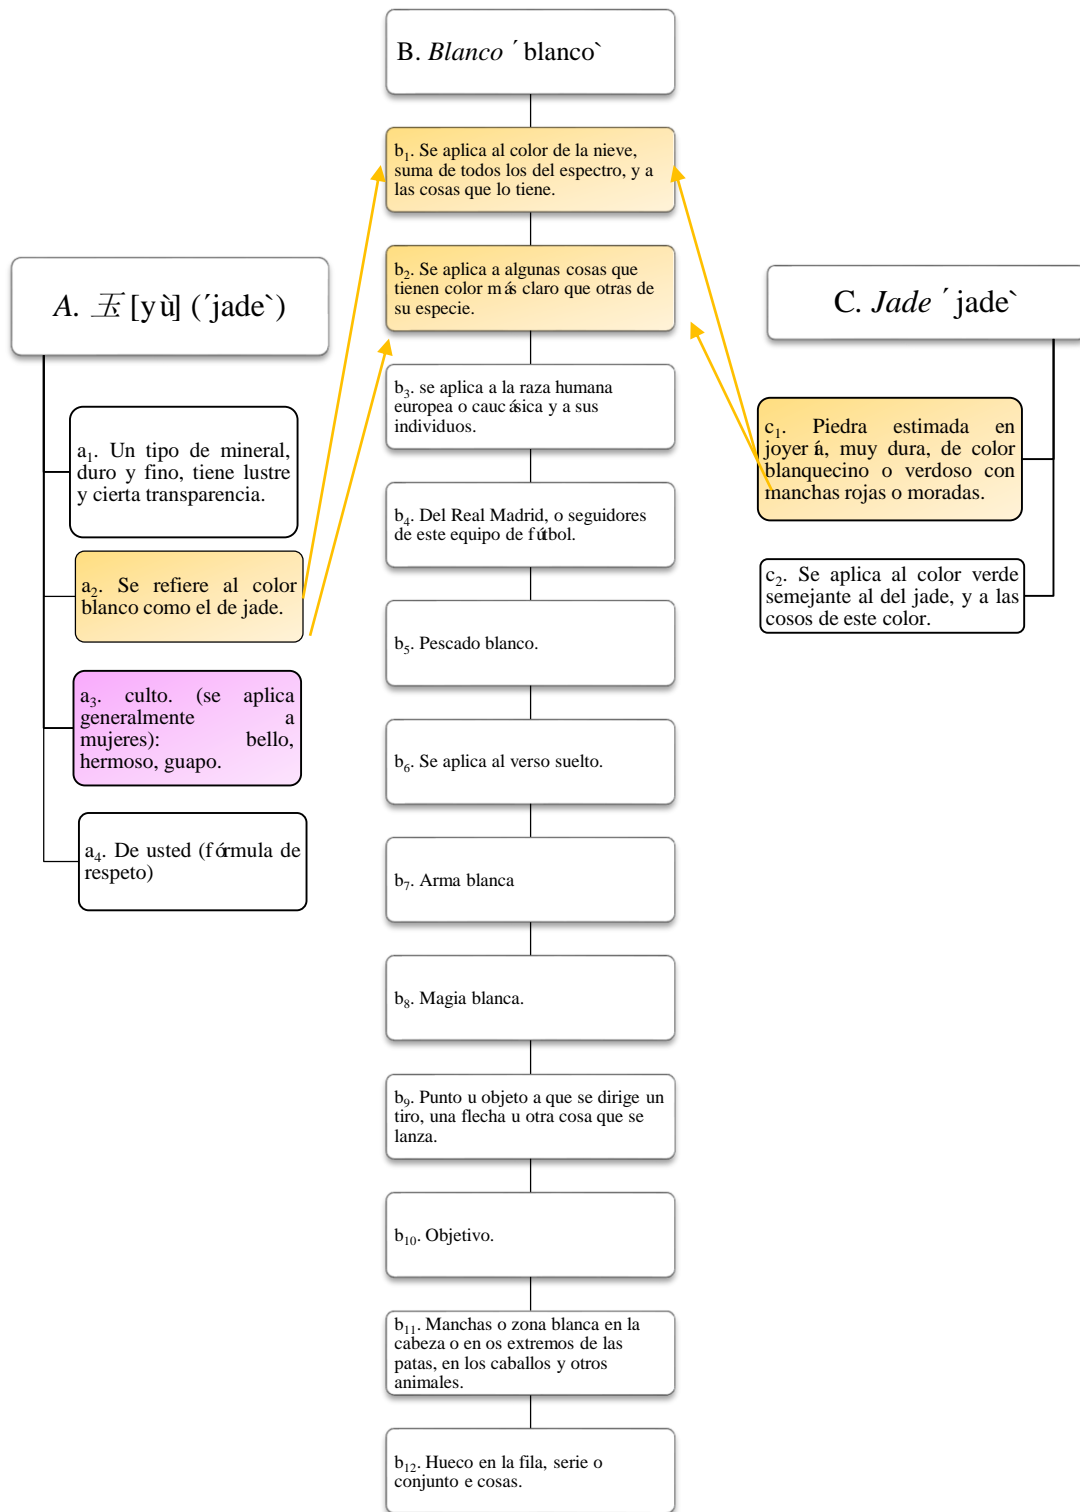 B. Blanco ´blanco`
b₁. Se aplica al color de la nieve,
suma de todos los del espectro, y a
las cosas que lo tiene.
b₂. Se aplica a algunas cosas que
tienen color más claro que otras de
su especie.
b₃. se aplica a la raza humana
europea o caucásica y a sus
individuos.
b₄. Del Real Madrid, o seguidores
de este equipo de fútbol.
b₅. Pescado blanco.
b₆. Se aplica al verso suelto.
b₇. Arma blanca
b₈. Magia blanca.
b₉. Punto u objeto a que se dirige un
tiro, una flecha u otra cosa que se
lanza.
b₁₀. Objetivo.
b₁₁. Manchas o zona blanca en la
cabeza o en os extremos de las
patas, en los caballos y otros
animales.
b₁₂. Hueco en la fila, serie o
conjunto e cosas.
A. 玉 [yù] (´jade`)
a₁. Un tipo de mineral,
duro y fino, tiene lustre
y cierta transparencia.
a₂. Se refiere al color
blanco como el de jade.
a₃. culto. (se aplica
generalmente a
mujeres): bello,
hermoso, guapo.
a₄. De usted (fórmula de
respeto)
C. Jade ´jade`
c₁. Piedra estimada en
joyería, muy dura, de color
blanquecino o verdoso con
manchas rojas o moradas.
c₂. Se aplica al color verde
semejante al del jade, y a las
cosos de este color.